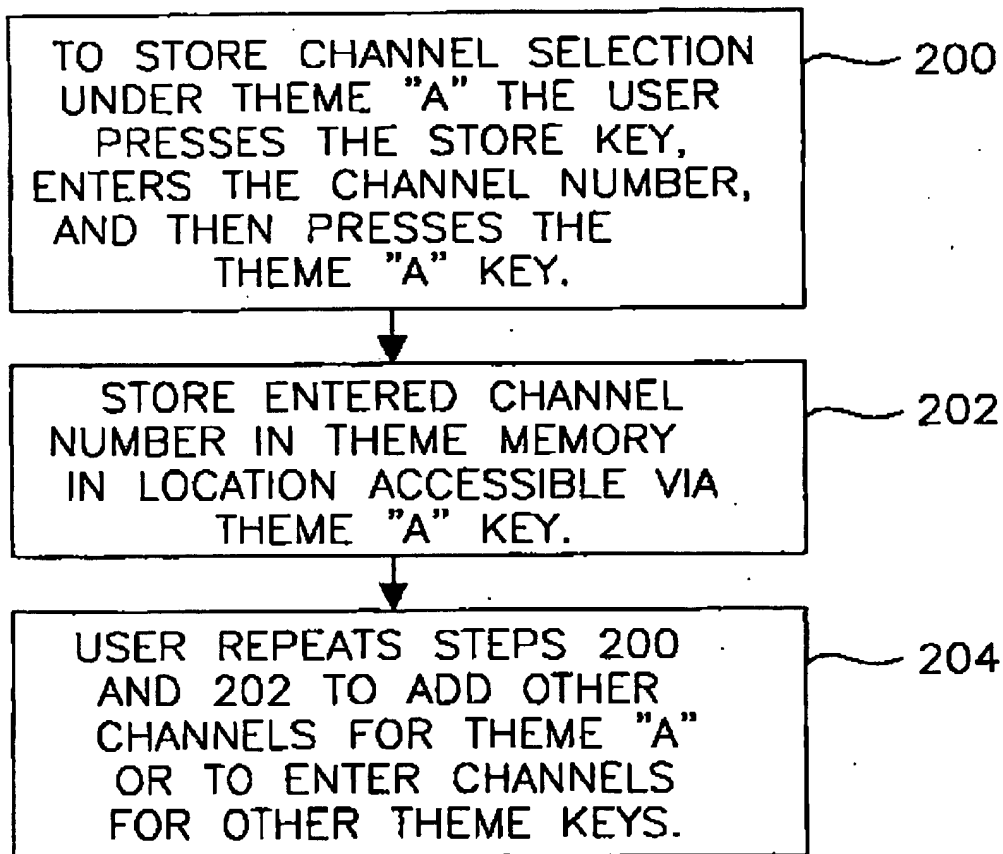 TO STORE CHANNEL SELECTION
UNDER THEME "A" THE USER
PRESSES THE STORE KEY,
ENTERS THE CHANNEL NUMBER,
AND THEN PRESSES THE
THEME "A" KEY.
200
STORE ENTERED CHANNEL
NUMBER IN THEME MEMORY
IN LOCATION ACCESSIBLE VIA
THEME "A" KEY.
202
USER REPEATS STEPS 200
AND 202 TO ADD OTHER
CHANNELS FOR THEME "A"
OR TO ENTER CHANNELS
FOR OTHER THEME KEYS.
204